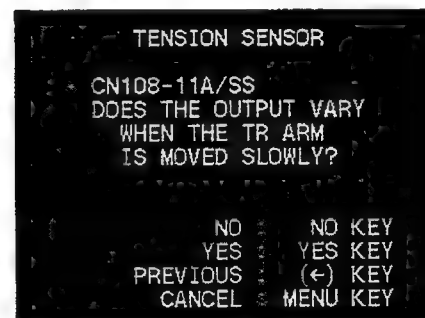 TENSION SENSOR
CN108-11A/SS
DOES THE OUTPUT VARY
WHEN THE TR ARM
IS MOVED SLOWLY?
NO : NO KEY
YES : YES KEY
PREVIOUS : (←) KEY
CANCEL : MENU KEY